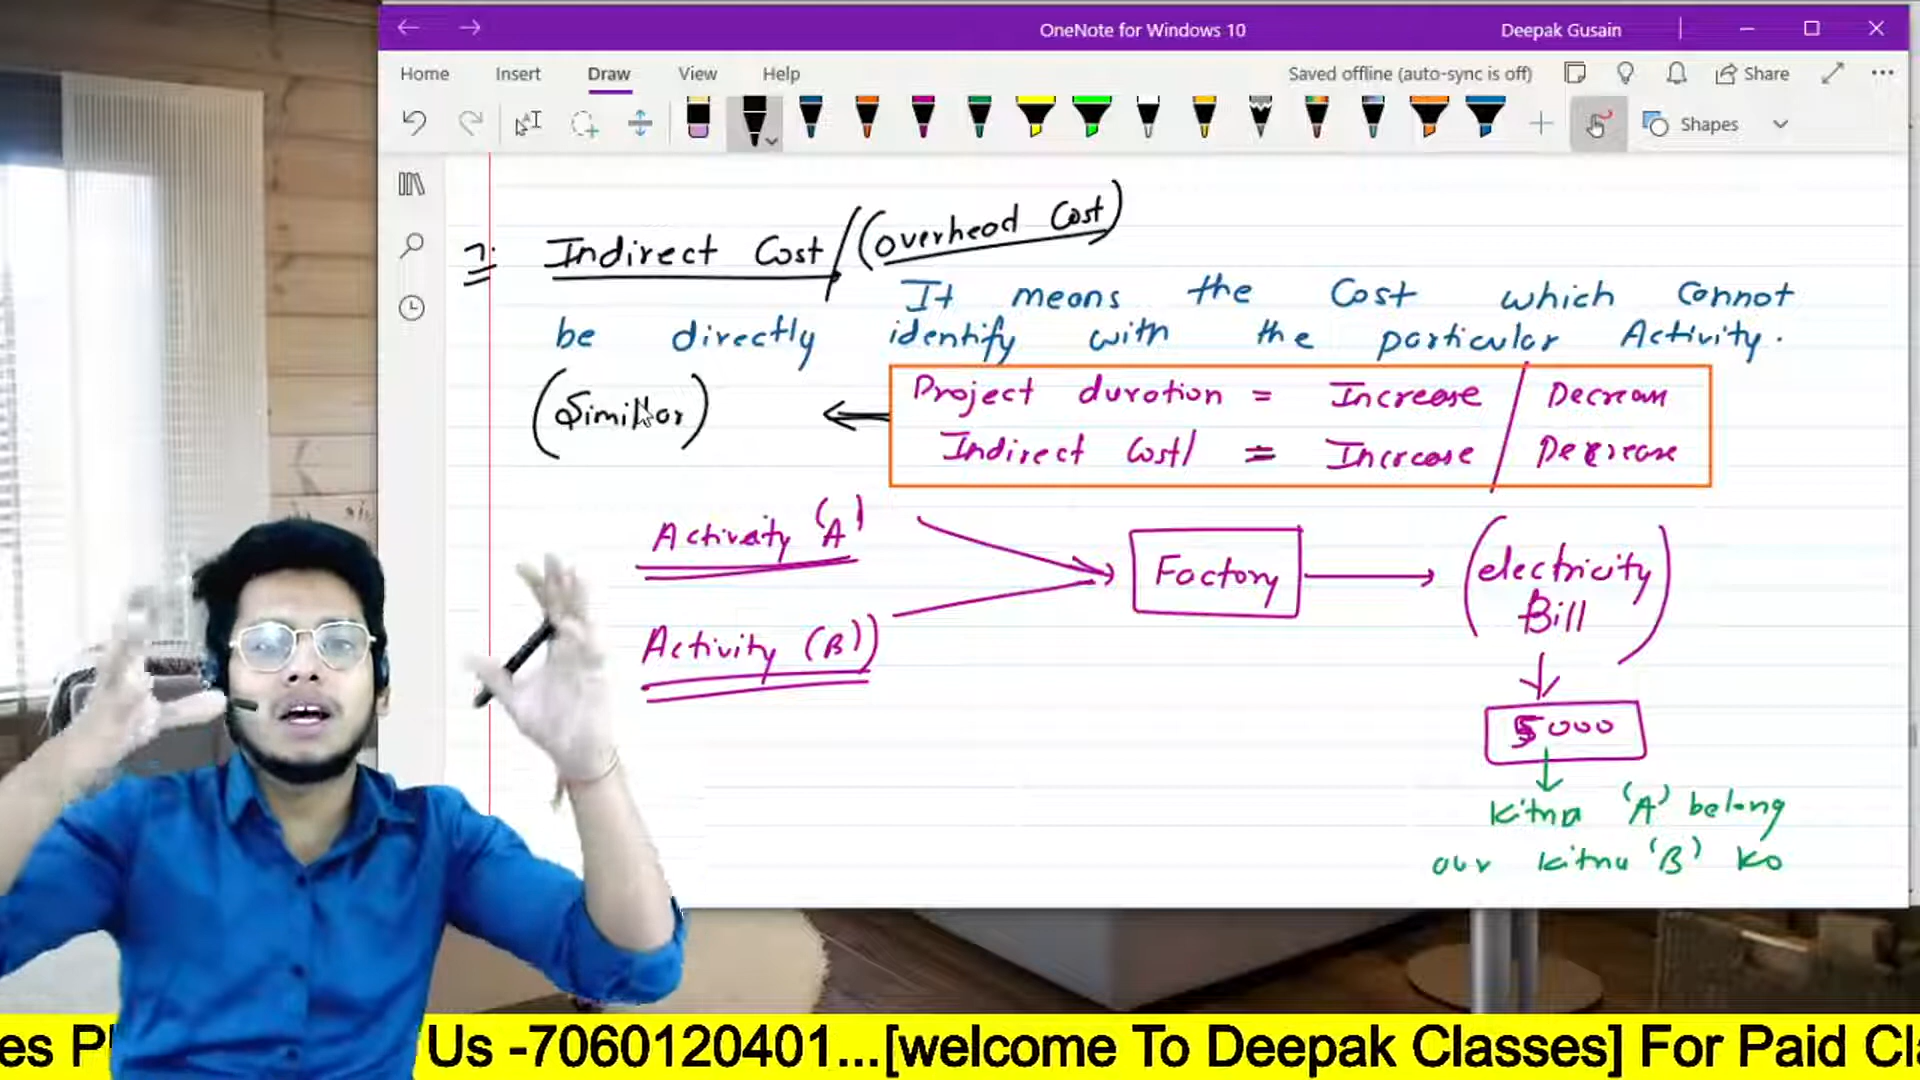 OneNote for Windows 10
Deepak Gusain
Home Insert Draw View Help
Saved offline (auto-sync is off)
Share
Shapes
7. Indirect Cost/(overhead Cost)
It means the Cost which cannot
be directly identify with the particular Activity.
Project duration = Increase / Decrease
(Similar)
Indirect Cost = Increase / Decrease
Activity (A)
Factory
electricity
Bill
Activity (B)
5000
Kitna 'A' belong
aur kitna 'B' ko
Us -7060120401...[welcome To Deepak Classes] For Paid Cl